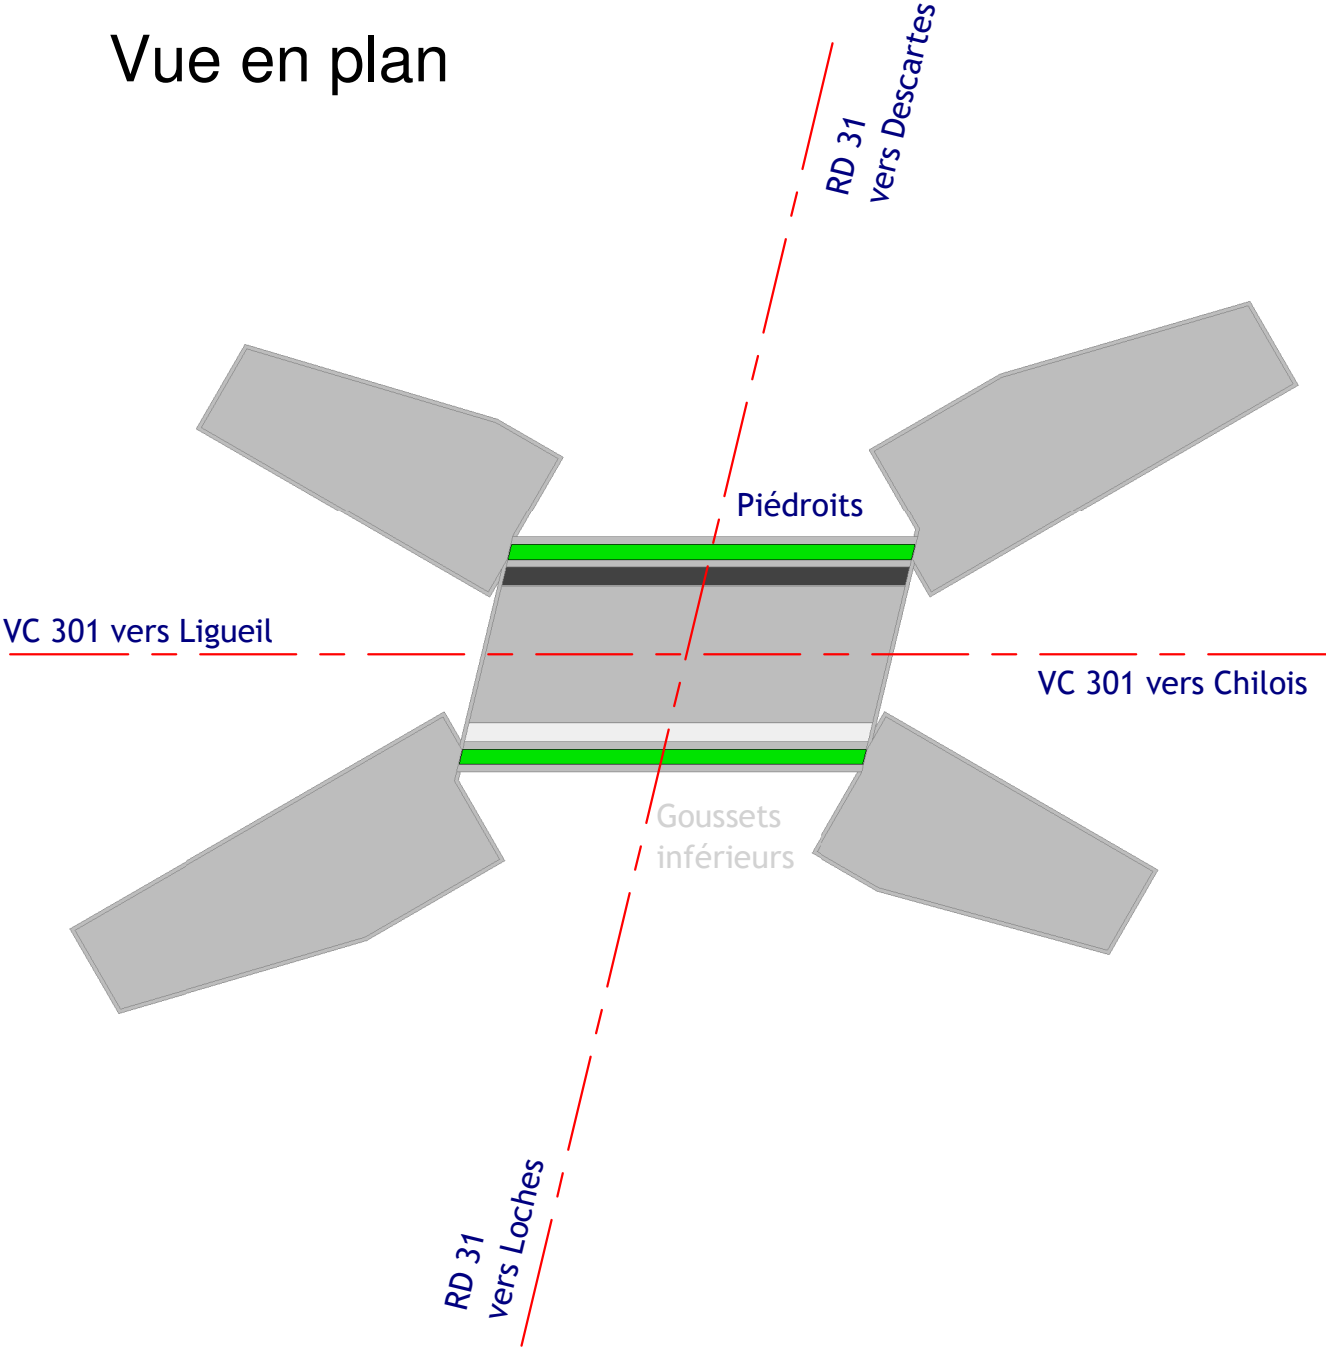 Vue en plan
RD 31
vers Descartes
Piédroits
VC 301 vers Ligueil
VC 301 vers Chilois
Goussets
inférieurs
RD 31
vers Loches